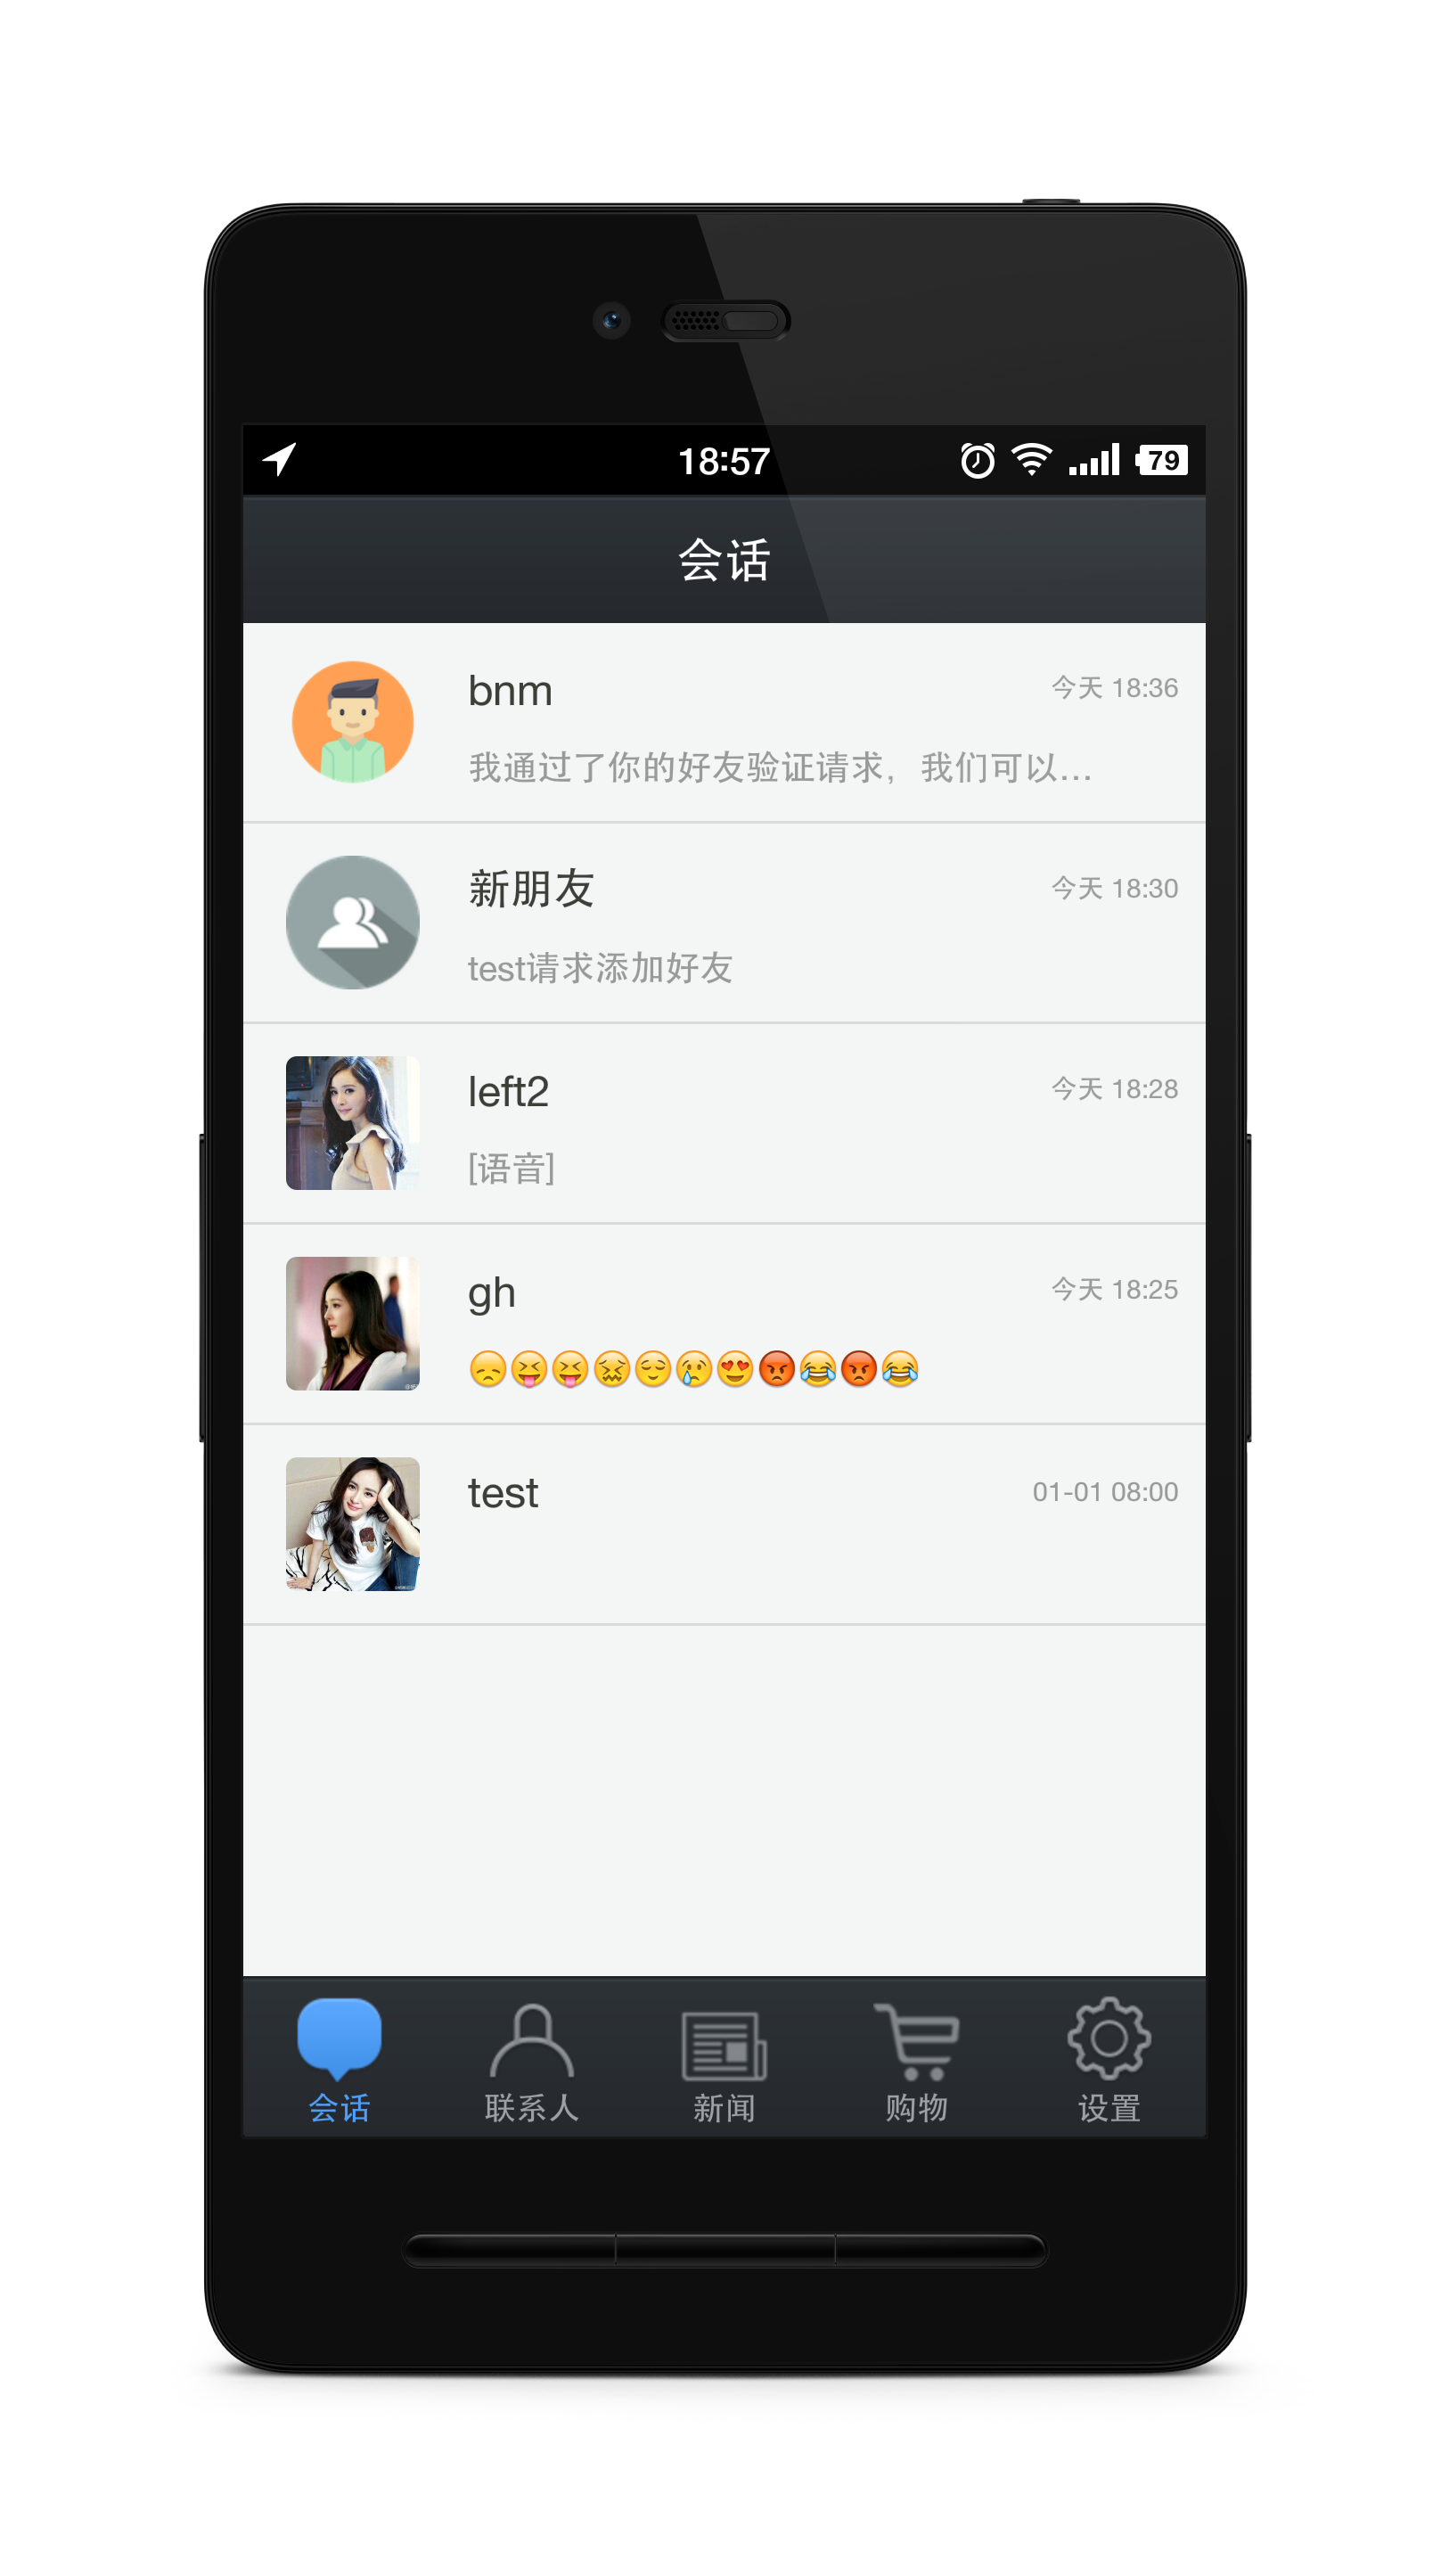 18:57
79
会话
bnm
今天 18:36
我通过了你的好友验证请求，我们可以...
新朋友
今天 18:30
test请求添加好友
left2
今天 18:28
[语音]
gh
今天 18:25
😞😝😝😖😌😢😍😡😂😡😂
test
01-01 08:00
会话
联系人
新闻
购物
设置